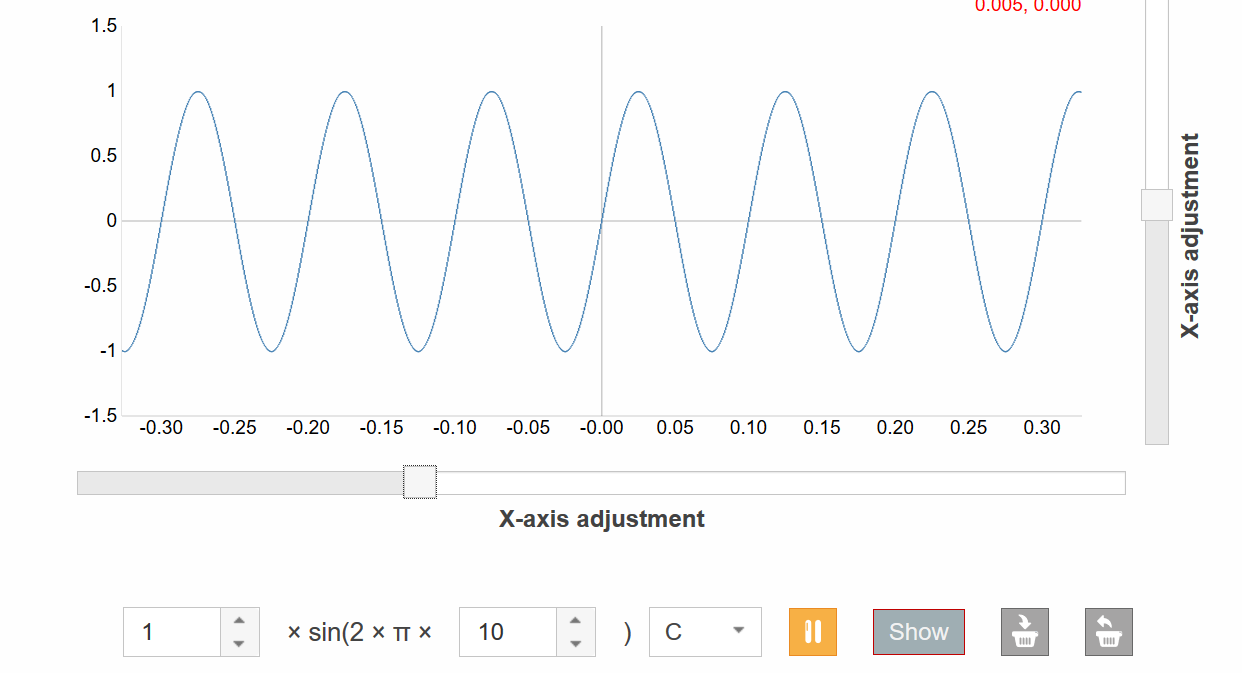 0.005, 0.000
1.5
1
0.5
0
-0.5
-1
-1.5
-0.30 -0.25 -0.20 -0.15 -0.10 -0.05 -0.00 0.05 0.10 0.15 0.20 0.25 0.30
X-axis adjustment
X-axis adjustment
1 × sin(2 × π × 10 ) C Show